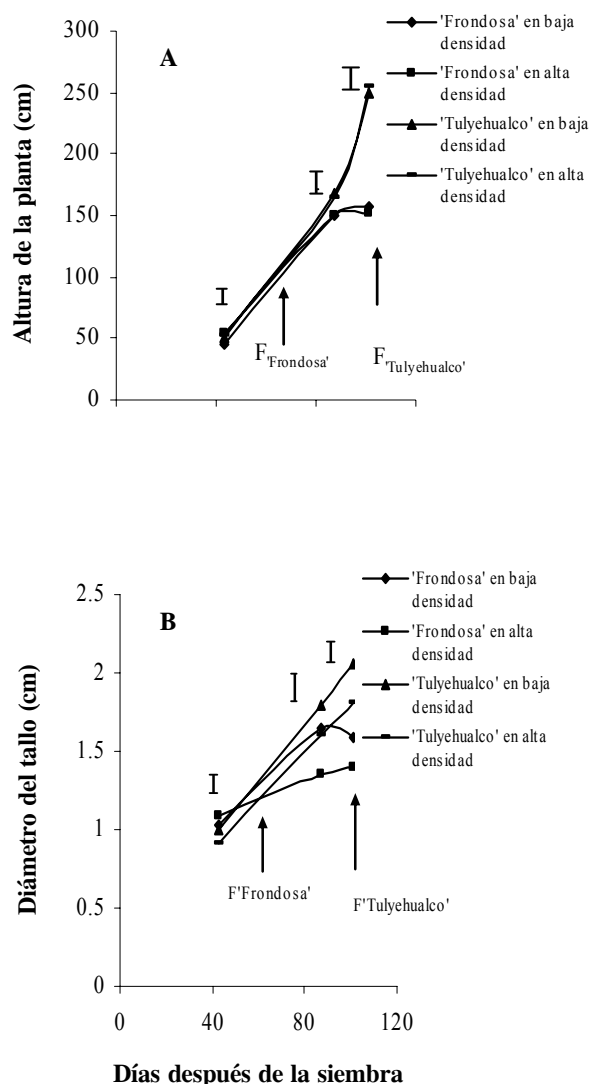 A
Altura de la planta (cm)
300
250
200
150
100
50
0
'Frondosa' en baja
densidad
'Frondosa' en alta
densidad
'Tulyehualco' en baja
densidad
'Tulyehualco' en alta
densidad
F'Frondosa'
F'Tulyehualco'
B
Diámetro del tallo (cm)
2.5
2
1.5
1
0.5
0
'Frondosa' en baja
densidad
'Frondosa' en alta
densidad
'Tulyehualco' en baja
densidad
'Tulyehualco' en alta
densidad
F'Frondosa'
F'Tulyehualco'
0 40 80 120
Días después de la siembra